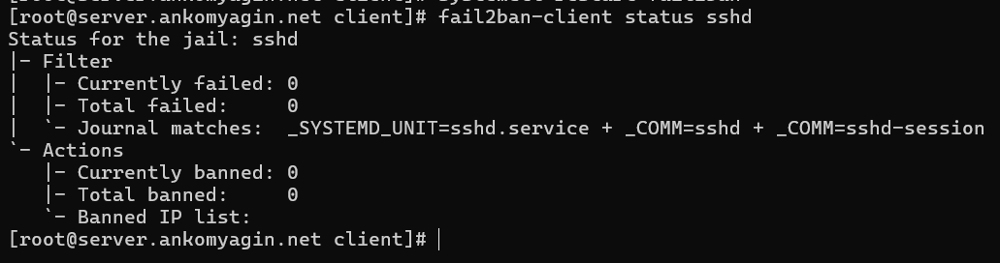 [root@server.ankomyagin.net client]# fail2ban-client status sshd
Status for the jail: sshd
|- Filter
|  |- Currently failed: 0
|  |- Total failed:     0
|  `- Journal matches:  _SYSTEMD_UNIT=sshd.service + _COMM=sshd + _COMM=sshd-session
`- Actions
   |- Currently banned: 0
   |- Total banned:     0
   `- Banned IP list:
[root@server.ankomyagin.net client]#